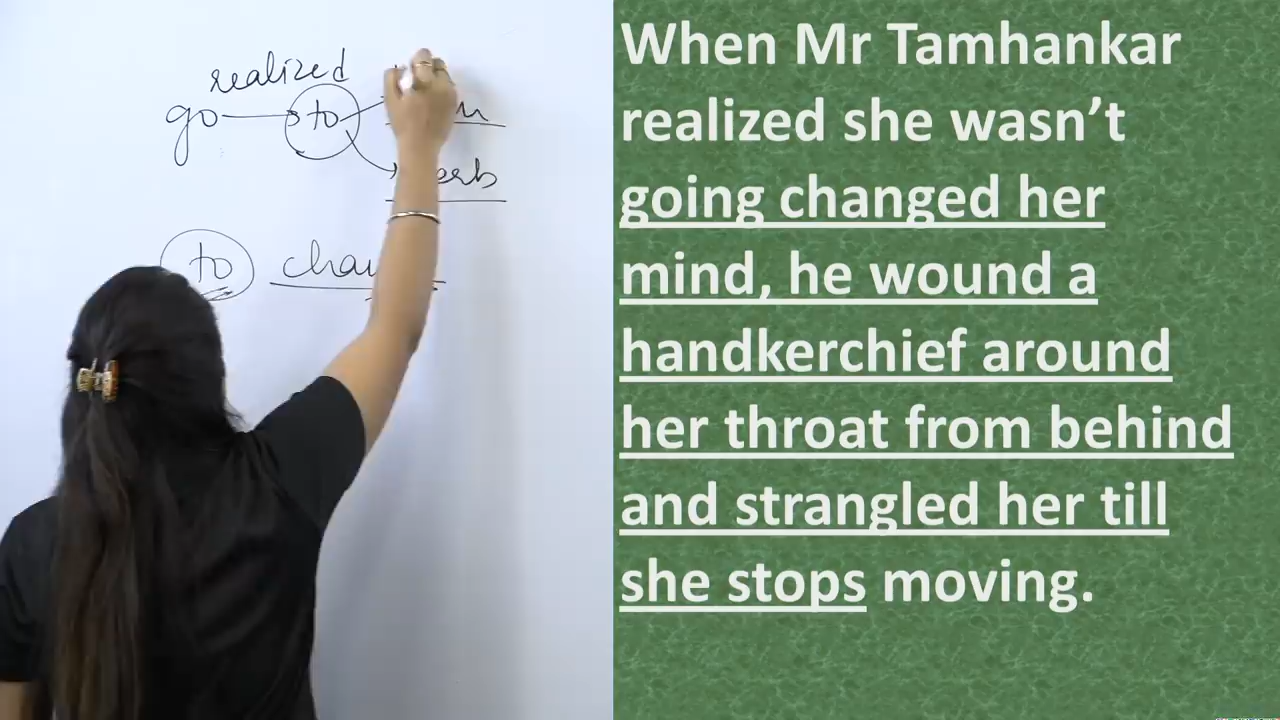 realized
go to
to
When Mr Tamhankar
realized she wasn’t
going changed her
mind, he wound a
handkerchief around
her throat from behind
and strangled her till
she stops moving.